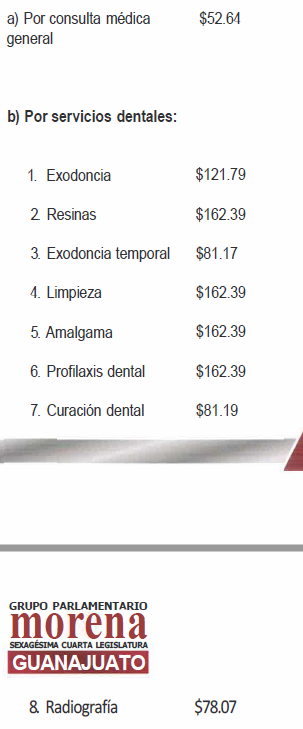 a) Por consulta médica $52.64
general
b) Por servicios dentales:
1. Exodoncia $121.79
2. Resinas $162.39
3. Exodoncia temporal $81.17
4. Limpieza $162.39
5. Amalgama $162.39
6. Profilaxis dental $162.39
7. Curación dental $81.19
GRUPO PARLAMENTARIO
morena
SEXAGÉSIMA CUARTA LEGISLATURA
GUANAJUATO
8. Radiografía $78.07